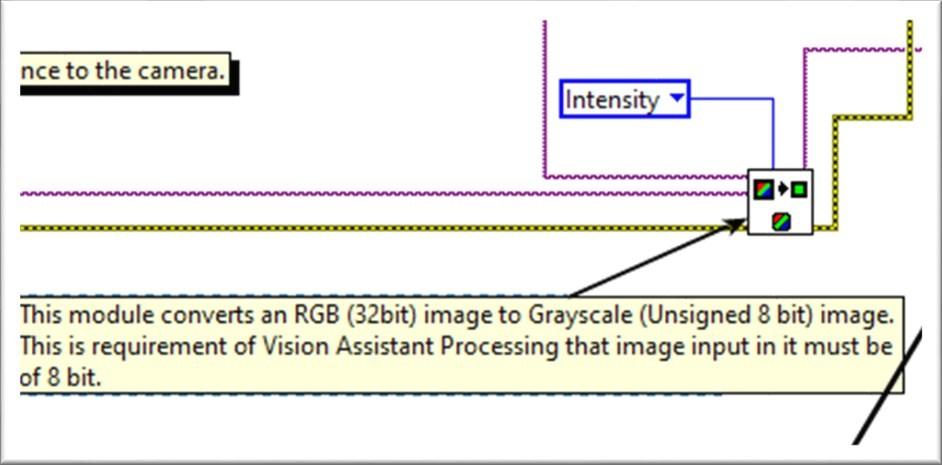 nce to the camera.
Intensity
This module converts an RGB (32bit) image to Grayscale (Unsigned 8 bit) image.
This is requirement of Vision Assistant Processing that image input in it must be
of 8 bit.